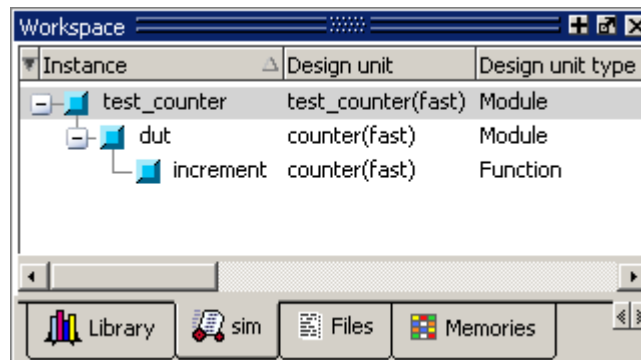 Workspace
Instance Design unit Design unit type
test_counter test_counter(fast) Module
dut counter(fast) Module
increment counter(fast) Function
Library sim Files Memories